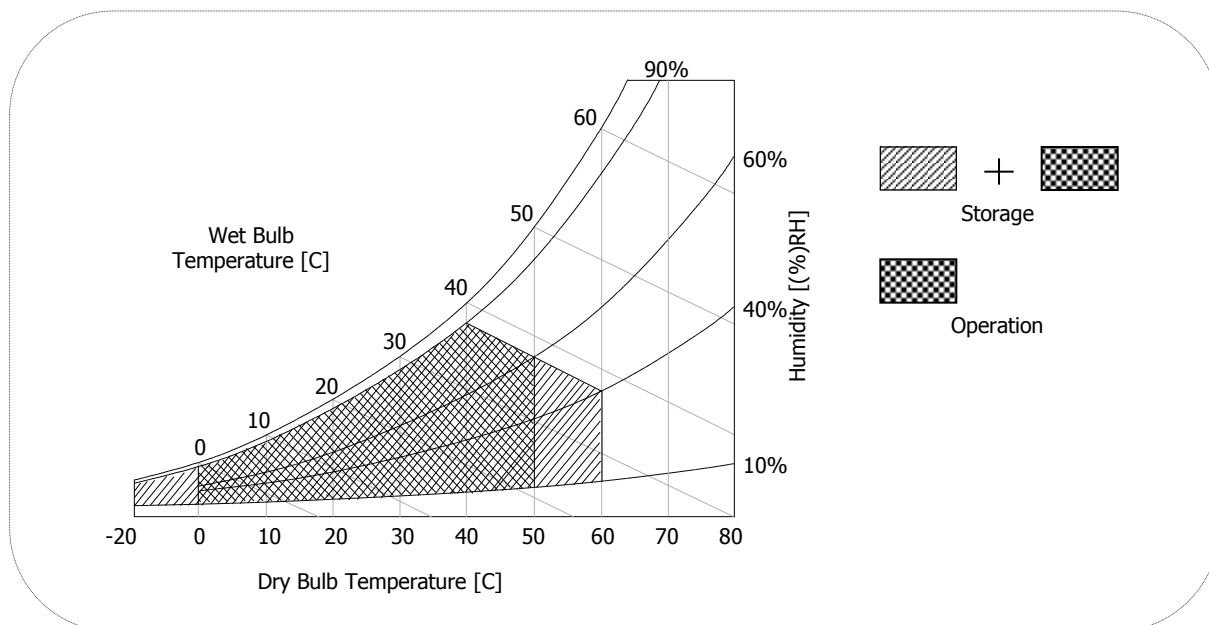 90%
60
60%
50
Wet Bulb
Temperature [C]
40
40%
30
20
10
0
10%
Humidity [(%)RH]
-20 0 10 20 30 40 50 60 80
Dry Bulb Temperature [C]
+
Storage
Operation